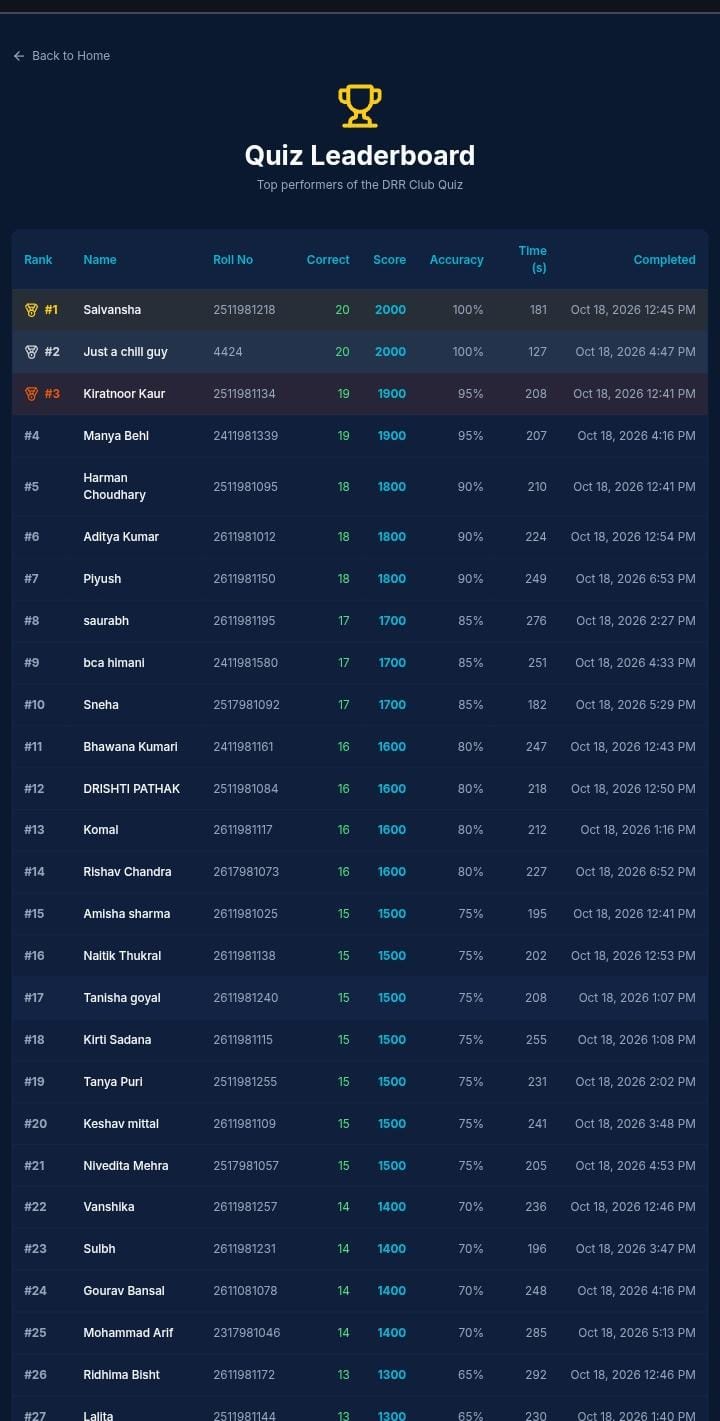 Back to Home
Quiz Leaderboard
Top performers of the DRR Club Quiz
Rank Name Roll No Correct Score Accuracy Time (s) Completed
#1 Saivansha 2511981218 20 2000 100% 181 Oct 18, 2026 12:45 PM
#2 Just a chill guy 4424 20 2000 100% 127 Oct 18, 2026 4:47 PM
#3 Kiratnoor Kaur 2511981134 19 1900 95% 208 Oct 18, 2026 12:41 PM
#4 Manya Behl 2411981339 19 1900 95% 207 Oct 18, 2026 4:16 PM
#5 Harman Choudhary 2511981095 18 1800 90% 210 Oct 18, 2026 12:41 PM
#6 Aditya Kumar 2611981012 18 1800 90% 224 Oct 18, 2026 12:54 PM
#7 Piyush 2611981150 18 1800 90% 249 Oct 18, 2026 6:53 PM
#8 saurabh 2611981195 17 1700 85% 276 Oct 18, 2026 2:27 PM
#9 bca himani 2411981580 17 1700 85% 251 Oct 18, 2026 4:33 PM
#10 Sneha 2517981092 17 1700 85% 182 Oct 18, 2026 5:29 PM
#11 Bhawana Kumari 2411981161 16 1600 80% 247 Oct 18, 2026 12:43 PM
#12 DRISHTI PATHAK 2511981084 16 1600 80% 218 Oct 18, 2026 12:50 PM
#13 Komal 2611981117 16 1600 80% 212 Oct 18, 2026 1:16 PM
#14 Rishav Chandra 2617981073 16 1600 80% 227 Oct 18, 2026 6:52 PM
#15 Amisha sharma 2611981025 15 1500 75% 195 Oct 18, 2026 12:41 PM
#16 Naitik Thukral 2611981138 15 1500 75% 202 Oct 18, 2026 12:53 PM
#17 Tanisha goyal 2611981240 15 1500 75% 208 Oct 18, 2026 1:07 PM
#18 Kirti Sadana 2611981115 15 1500 75% 255 Oct 18, 2026 1:08 PM
#19 Tanya Puri 2511981255 15 1500 75% 231 Oct 18, 2026 2:02 PM
#20 Keshav mittal 2611981109 15 1500 75% 241 Oct 18, 2026 3:48 PM
#21 Nivedita Mehra 2517981057 15 1500 75% 205 Oct 18, 2026 4:53 PM
#22 Vanshika 2611981257 14 1400 70% 236 Oct 18, 2026 12:46 PM
#23 Sulbh 2611981231 14 1400 70% 196 Oct 18, 2026 3:47 PM
#24 Gourav Bansal 2611081078 14 1400 70% 248 Oct 18, 2026 4:16 PM
#25 Mohammad Arif 2317981046 14 1400 70% 285 Oct 18, 2026 5:13 PM
#26 Ridhima Bisht 2611981172 13 1300 65% 292 Oct 18, 2026 12:46 PM
#27 Lalita 2511981144 13 1300 65% 230 Oct 18, 2026 1:40 PM